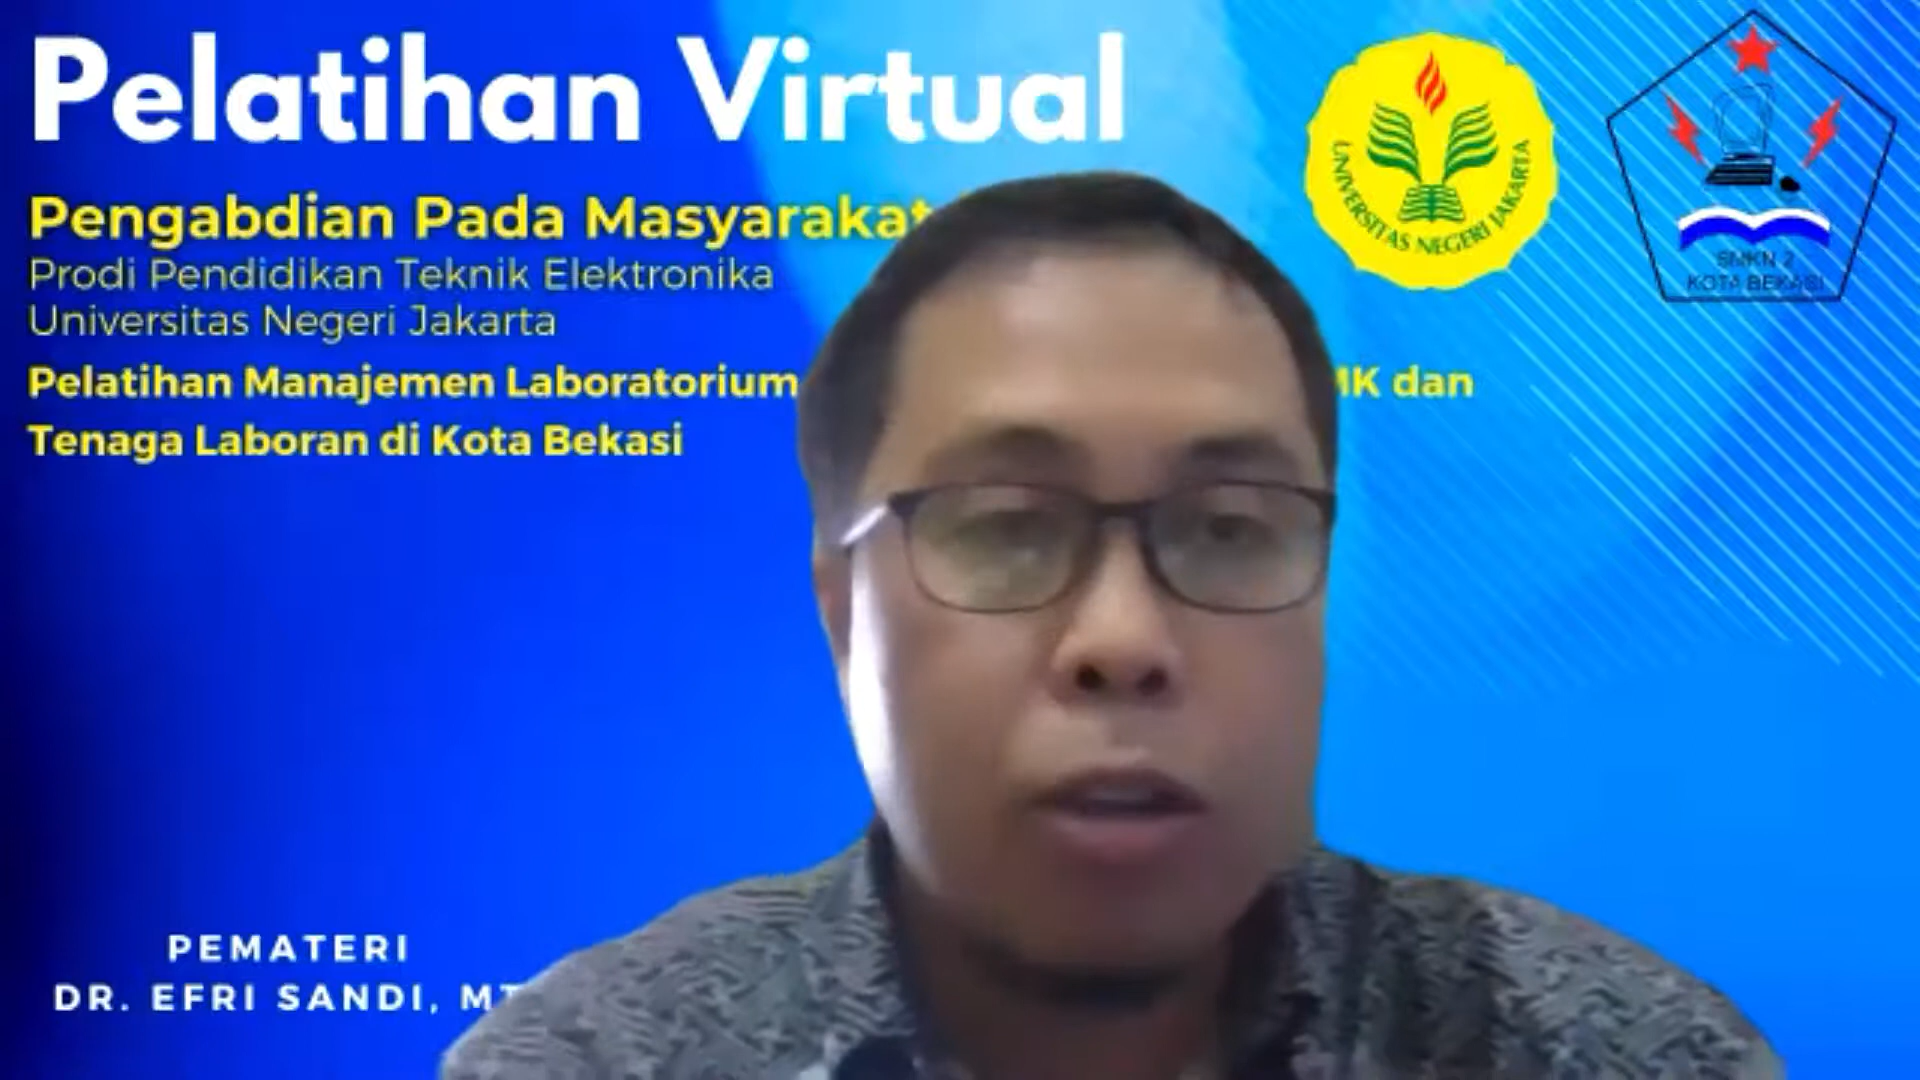 Pelatihan Virtual
Pengabdian Pada Masyarakat
Prodi Pendidikan Teknik Elektronika
Universitas Negeri Jakarta
Pelatihan Manajemen Laboratorium dan
Tenaga Laboran di Kota Bekasi
UNIVERSITAS NEGERI JAKARTA
SMKN 2
KOTA BEKASI
PEMATERI
DR. EFRI SANDI, MT